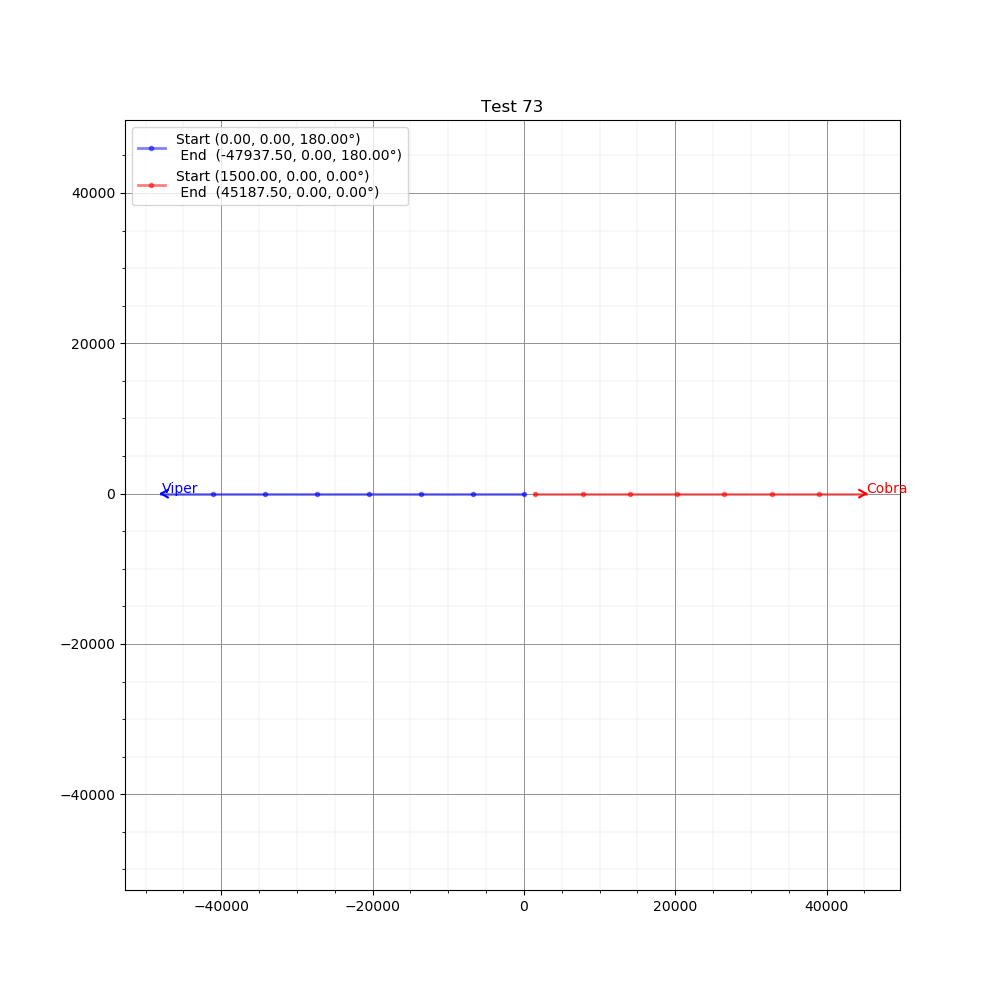 Test 73
Start (0.00, 0.00, 180.00°)
End  (-47937.50, 0.00, 180.00°)
Start (1500.00, 0.00, 0.00°)
End  (45187.50, 0.00, 0.00°)
40000
20000
0
−20000
−40000
Viper
Cobra
−40000
−20000
0
20000
40000